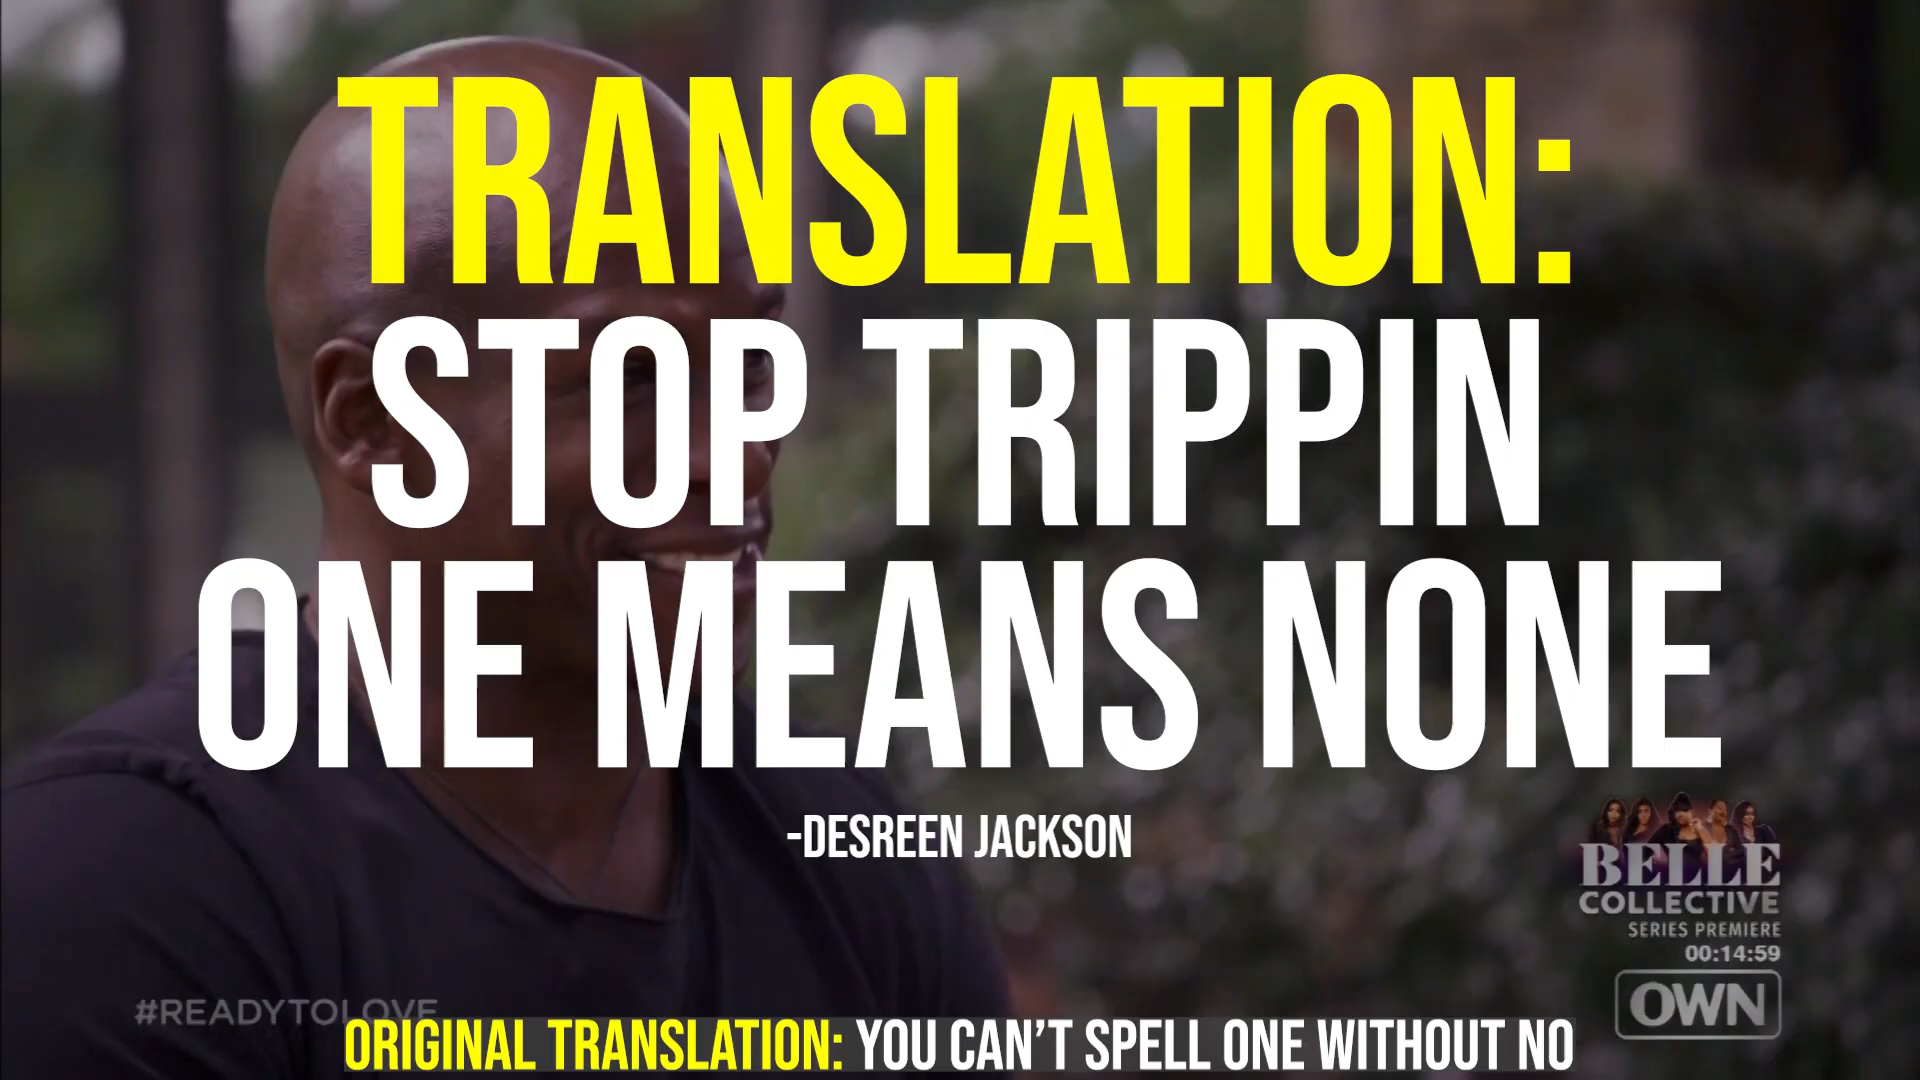 TRANSLATION:
STOP TRIPPIN
ONE MEANS NONE
-DESREEN JACKSON
BELLE
COLLECTIVE
SERIES PREMIERE
00:14:59
OWN
#READYTOLOVE
ORIGINAL TRANSLATION: YOU CAN'T SPELL ONE WITHOUT NO